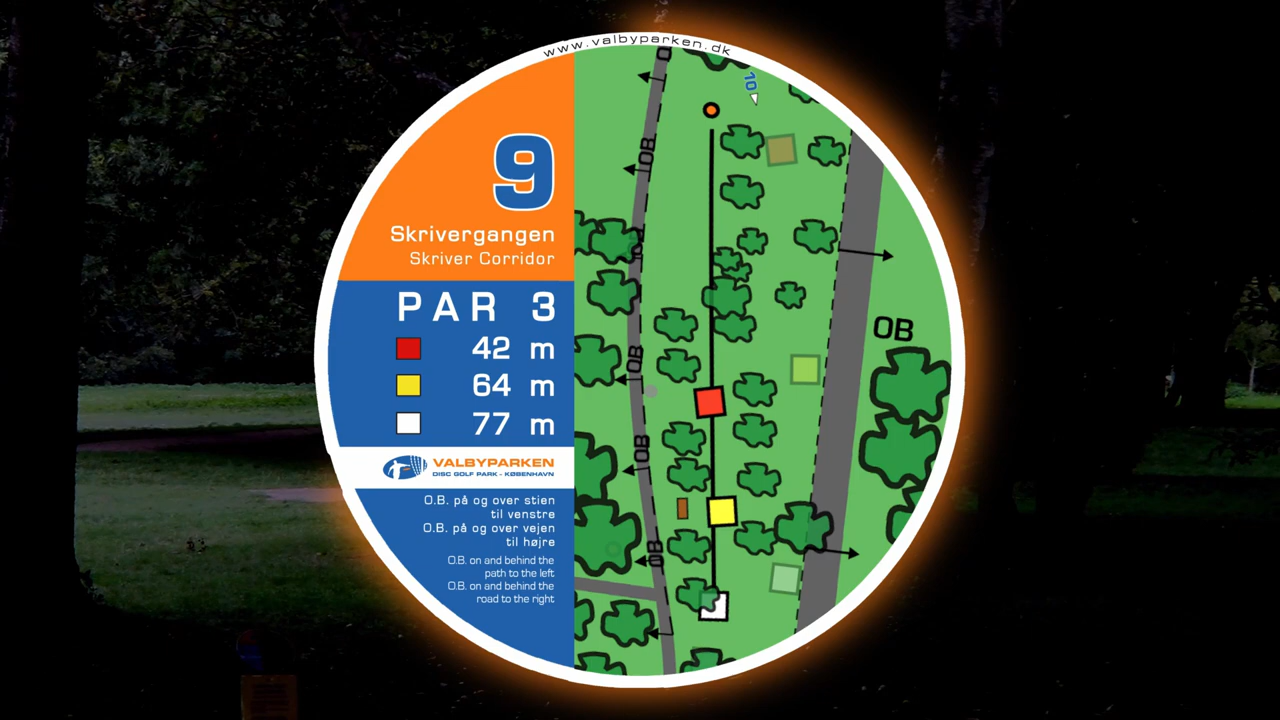 www.valbyparken.dk
9
Skrivergangen
Skriver Corridor
PAR 3
42 m
64 m
77 m
VALBYPARKEN
DISC GOLF PARK - KØBENHAVN
O.B. på og over stien
til venstre
O.B. på og over vejen
til højre
O.B. on and behind the
path to the left
O.B. on and behind the
road to the right
10
OB
OB
OB
OB
OB
OB